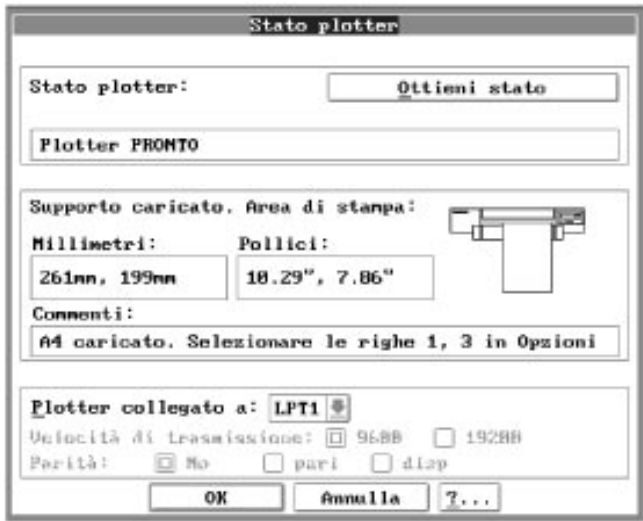 Stato plotter
Stato plotter: Ottieni stato
Plotter PRONTO
Supporto caricato. Area di stampa:
Millimetri: Pollici:
261mm, 199mm 10.29", 7.86"
Commenti:
A4 caricato. Selezionare le righe 1, 3 in Opzioni
Plotter collegato a: LPT1
Velocità di trasmissione: 9600 19200
Parità: No pari disp
OK Annulla ?...